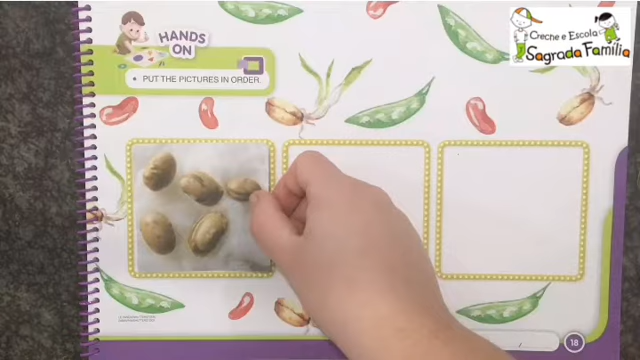 HANDS
ON
Creche e Escola
Sagrada Família
• PUT THE PICTURES IN ORDER.
18